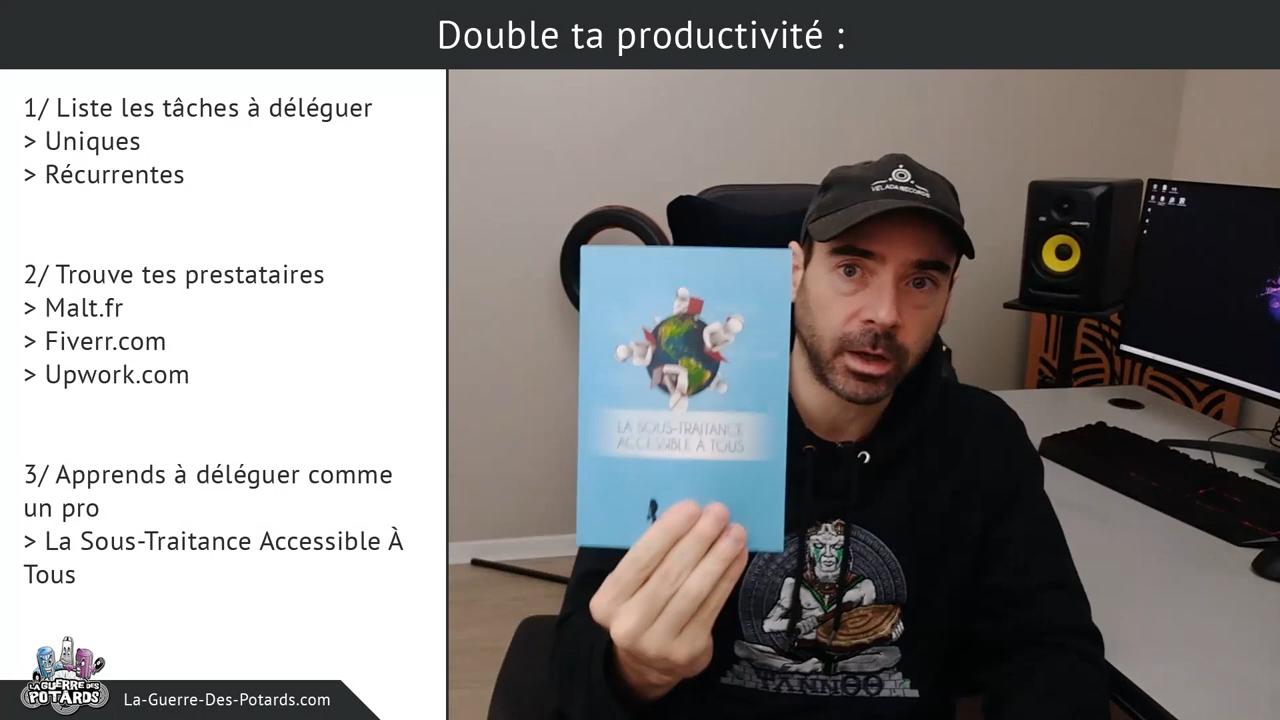 Double ta productivité :
1/ Liste les tâches à déléguer
> Uniques
> Récurrentes
2/ Trouve tes prestataires
> Malt.fr
> Fiverr.com
> Upwork.com
3/ Apprends à déléguer comme
un pro
> La Sous-Traitance Accessible À
Tous
LA GUERRE DES
POTARDS
La-Guerre-Des-Potards.com
VELADA RECORDS
LA SOUS-TRAITANCE
ACCESSIBLE A TOUS